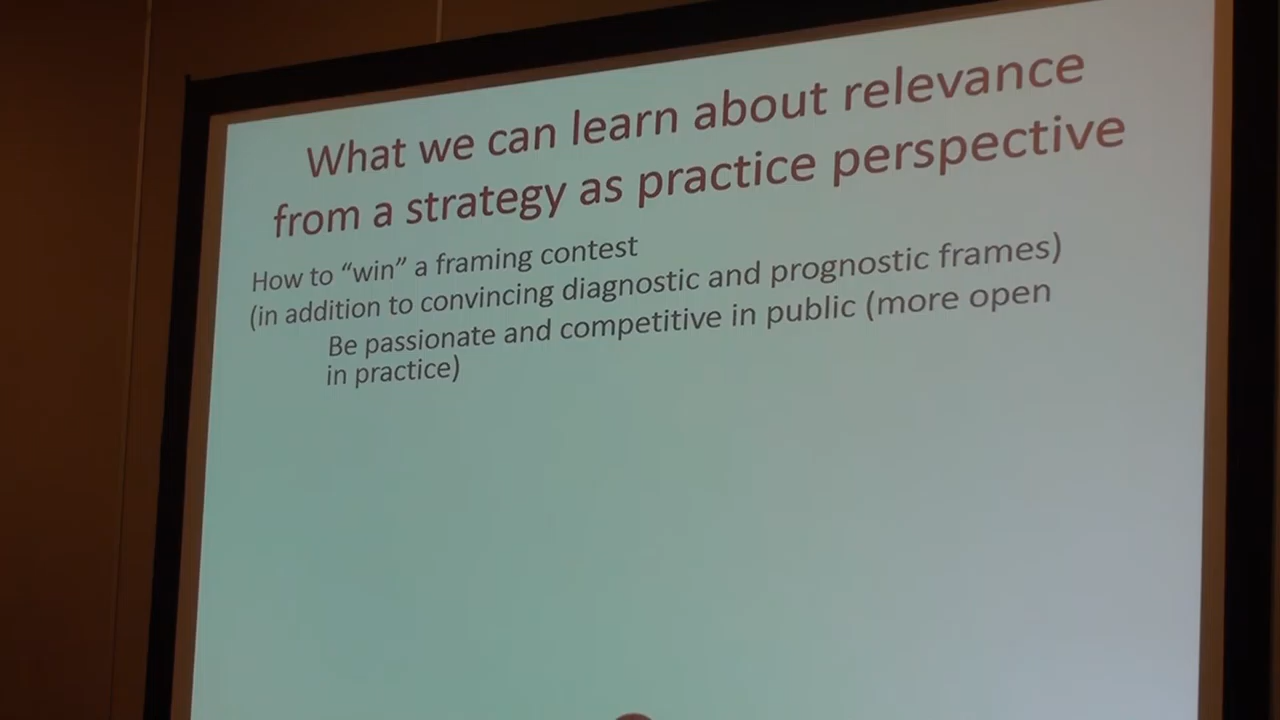 What we can learn about relevance
from a strategy as practice perspective
How to “win” a framing contest
(in addition to convincing diagnostic and prognostic frames)
Be passionate and competitive in public (more open
in practice)